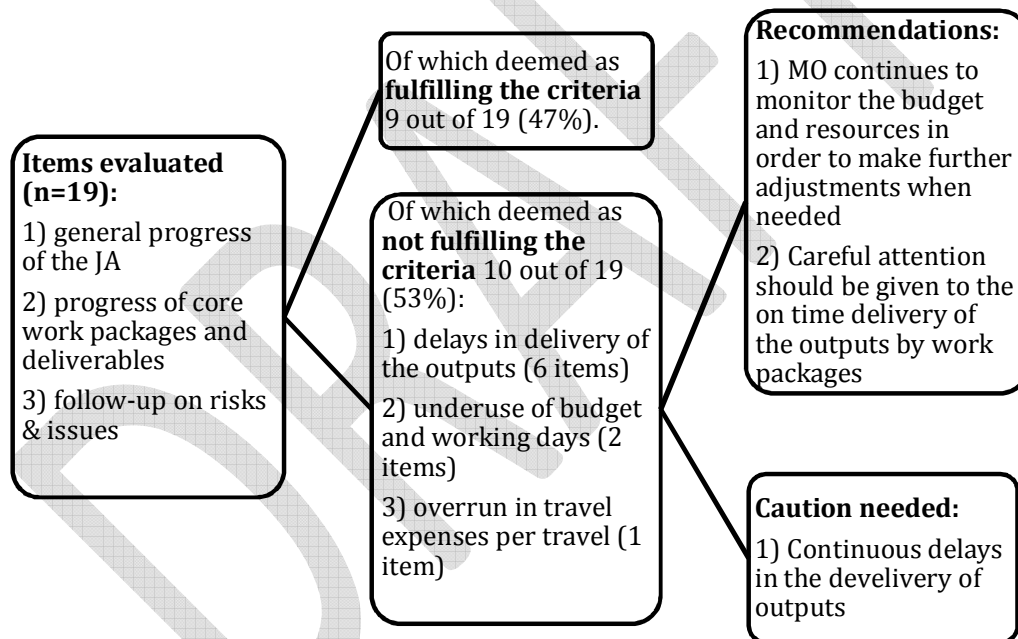 Items evaluated
(n=19):
1) general progress
of the JA
2) progress of core
work packages and
deliverables
3) follow-up on risks
& issues
Of which deemed as
fulfilling the criteria
9 out of 19 (47%).
Of which deemed as
not fulfilling the
criteria 10 out of 19
(53%):
1) delays in delivery of
the outputs (6 items)
2) underuse of budget
and working days (2
items)
3) overrun in travel
expenses per travel (1
item)
Recommendations:
1) MO continues to
monitor the budget
and resources in
order to make further
adjustments when
needed
2) Careful attention
should be given to the
on time delivery of
the outputs by work
packages
Caution needed:
1) Continuous delays
in the develivery of
outputs
DRAFT